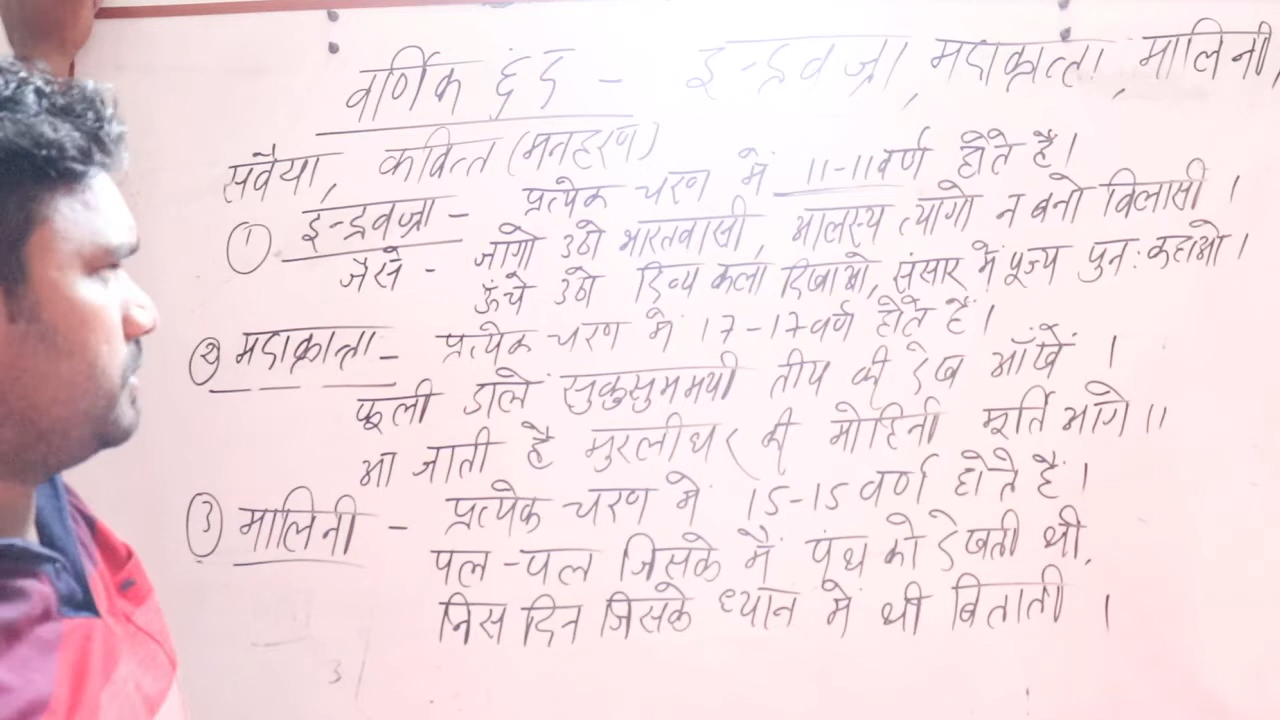 वर्णिक छंद - इन्द्रवज्रा, मदाक्रान्ता, मालिनी,
सवैया, कवित्त (मनहरण)
① इन्द्रवज्रा - प्रत्येक चरण में 11-11 वर्ण होते है।
जैसे - जागो उठो भारतवासी, आलस्य त्यागो न बनो विलासी ।
ऊंचे उठो दिव्य कला दिखाओ, संसार में पूज्य पुन: कहाओ ।
② मदाक्रान्ता - प्रत्येक चरण में 17-17 वर्ण होते हैं।
फूली डाले सुकुसुममयी तीय की देख आँखें ।
आ जाती है मुरलीधर की मोहिनी मूर्ति आगे ॥
③ मालिनी - प्रत्येक चरण में 15-15 वर्ण होते हैं।
पल-पल जिसके मैं पंथ को देखती थी,
निस दिन जिसके ध्यान में थी बिताती ।
3